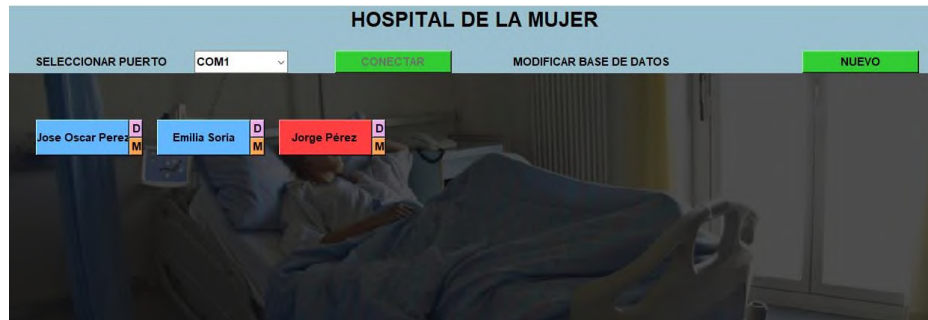 HOSPITAL DE LA MUJER
SELECCIONAR PUERTO COM1 CONECTAR MODIFICAR BASE DE DATOS NUEVO
Jose Oscar Perez D M Emilia Soria D M Jorge Pérez D M